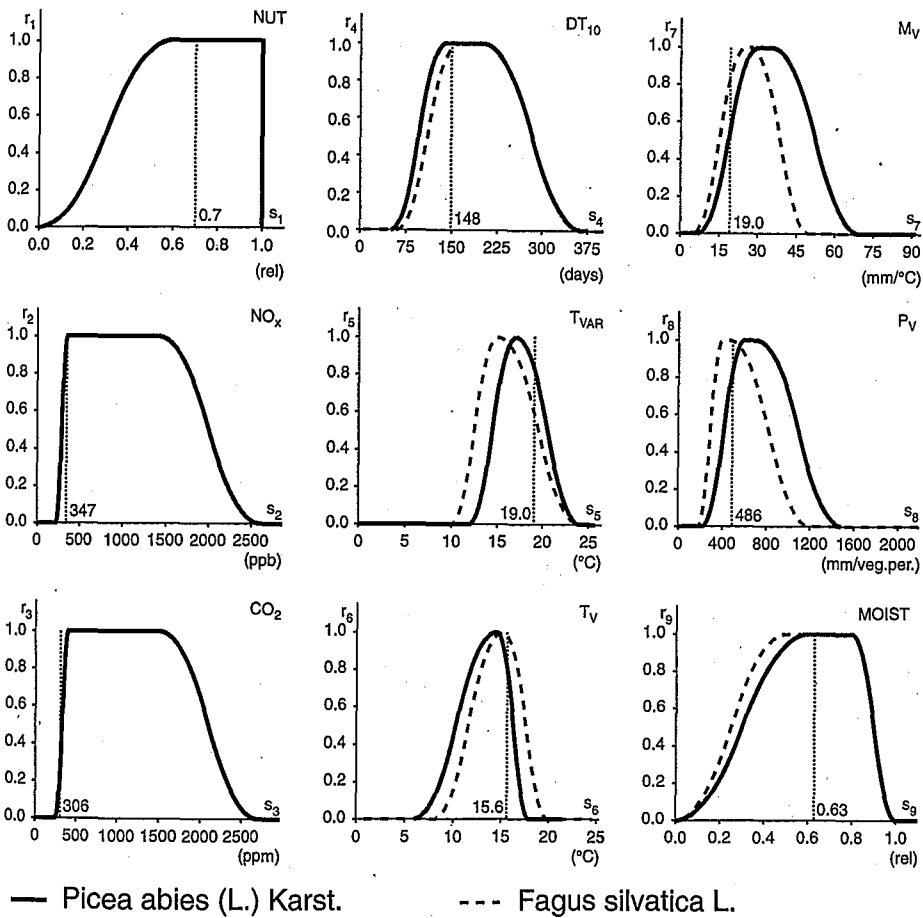 r1 NUT
1.0
0.8
0.6
0.4
0.2
0.0
0.7 s1
0.0 0.2 0.4 0.6 0.8 1.0
(rel)
r4 DT10
1.0
0.8
0.6
0.4
0.2
0.0
148 s4
0 75 150 225 300 375
(days)
r7 MV
1.0
0.8
0.6
0.4
0.2
0.0
19.0 s7
0 15 30 45 60 75 90
(mm/°C)
r2 NOx
1.0
0.8
0.6
0.4
0.2
0.0
347 s2
0 500 1000 1500 2000 2500
(ppb)
r5 TVAR
1.0
0.8
0.6
0.4
0.2
0.0
19.0 s5
0 5 10 15 20 25
(°C)
r8 PV
1.0
0.8
0.6
0.4
0.2
0.0
486 s8
0 400 800 1200 1600 2000
(mm/veg.per.)
r3 CO2
1.0
0.8
0.6
0.4
0.2
0.0
306 s3
0 500 1000 1500 2000 2500
(ppm)
r6 TV
1.0
0.8
0.6
0.4
0.2
0.0
15.6 s6
0 5 10 15 20 25
(°C)
r9 MOIST
1.0
0.8
0.6
0.4
0.2
0.0
0.63 s9
0.0 0.2 0.4 0.6 0.8 1.0
(rel)
Picea abies (L.) Karst. Fagus silvatica L.